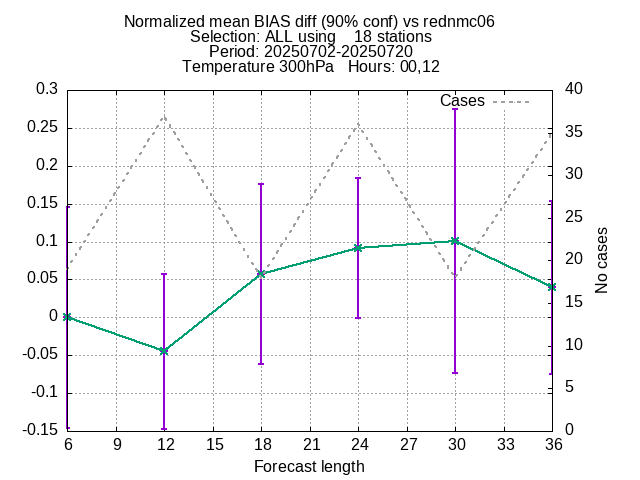 Normalized mean BIAS diff (90% conf) vs rednmc06
Selection: ALL using 18 stations
Period: 20250702-20250720
Temperature 300hPa Hours: 00,12
Cases
0.3
0.25
0.2
0.15
0.1
0.05
0
-0.05
-0.1
-0.15
40
35
30
25
20
15
10
5
0
No cases
6 9 12 15 18 21 24 27 30 33 36
Forecast length